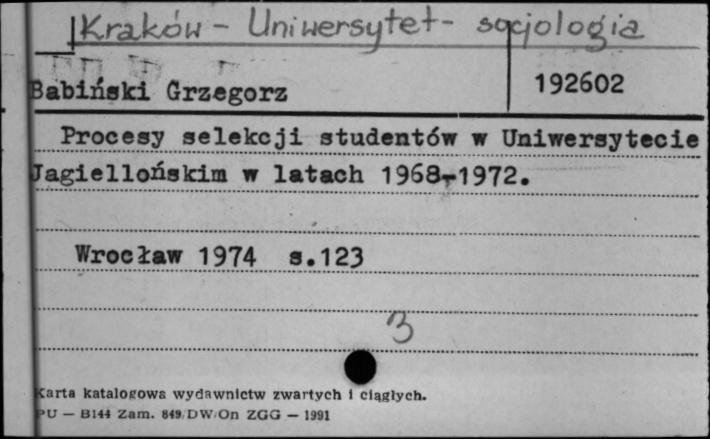 Kraków - Uniwersytet - socjologia
Babiński Grzegorz 192602
Procesy selekcji studentów w Uniwersytecie
Jagiellońskim w latach 1968-1972.
Wrocław 1974 s.123
3
Karta katalogowa wydawnictw zwartych i ciągłych.
PU — B144 Zam. 849/DW/On ZGG — 1991